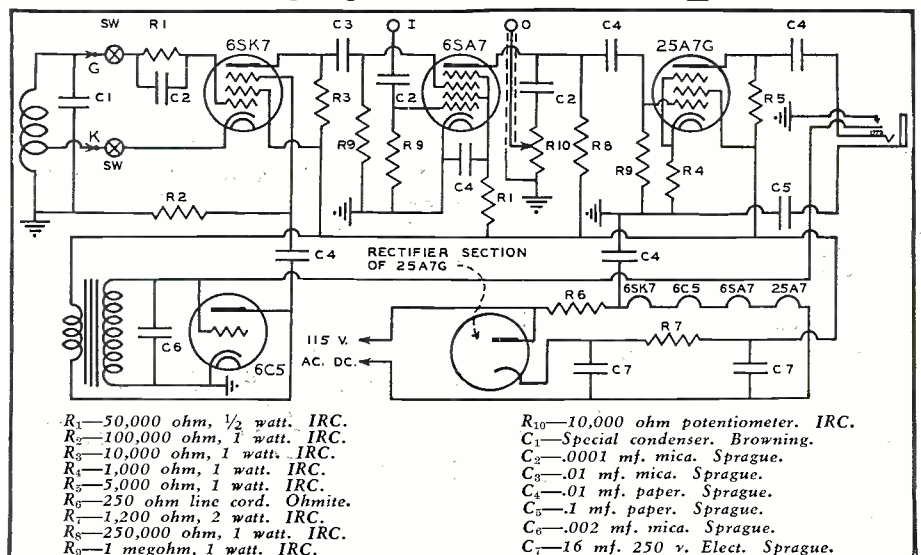 SW R1 6SK7 C3 I O C4 25A7G C4
6SA7
G C2 C2 C2
C1 R3 R5
K R9 R9 R10 R8
SW C4 R9 R4
R1
R2 C5
C4 RECTIFIER SECTION OF 25A7G C4
6SK7 6C5 6SA7 25A7
R6
115 V. R7
AC. DC.
C6 6C5 C7 C7
R1—50,000 ohm, ½ watt. IRC.
R2—100,000 ohm, 1 watt. IRC.
R3—10,000 ohm, 1 watt. IRC.
R4—1,000 ohm, 1 watt. IRC.
R5—5,000 ohm, 1 watt. IRC.
R6—250 ohm line cord. Ohmite.
R7—1,200 ohm, 2 watt. IRC.
R8—250,000 ohm, 1 watt. IRC.
R9—1 megohm, 1 watt. IRC.
R10—10,000 ohm potentiometer. IRC.
C1—Special condenser. Browning.
C2—.0001 mf. mica. Sprague.
C3—.01 mf. mica. Sprague.
C4—.01 mf. paper. Sprague.
C5—.1 mf. paper. Sprague.
C6—.002 mf. mica. Sprague.
C7—16 mf. 250 v. Elect. Sprague.